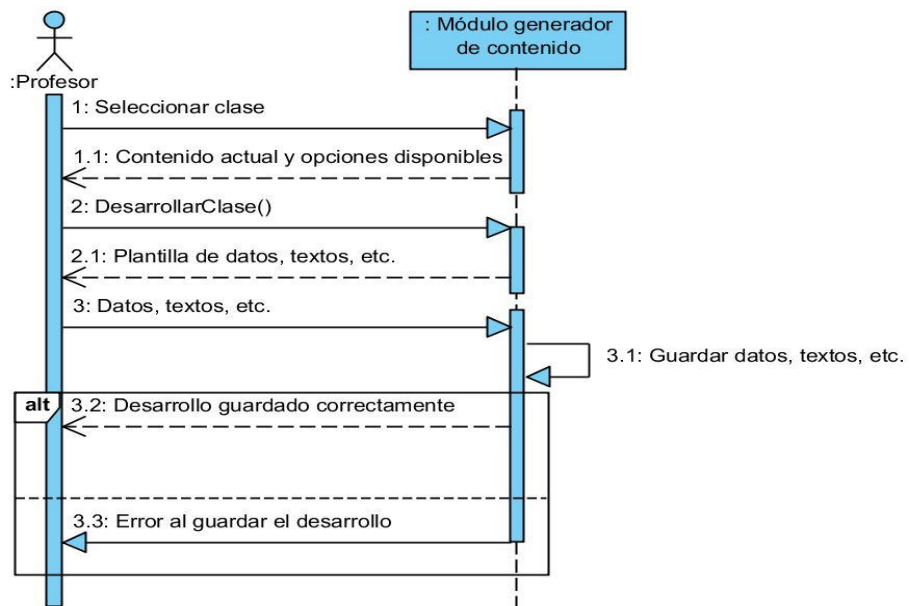 : Módulo generador
de contenido
:Profesor
1: Seleccionar clase
1.1: Contenido actual y opciones disponibles
2: DesarrollarClase()
2.1: Plantilla de datos, textos, etc.
3: Datos, textos, etc.
3.1: Guardar datos, textos, etc.
alt
3.2: Desarrollo guardado correctamente
3.3: Error al guardar el desarrollo